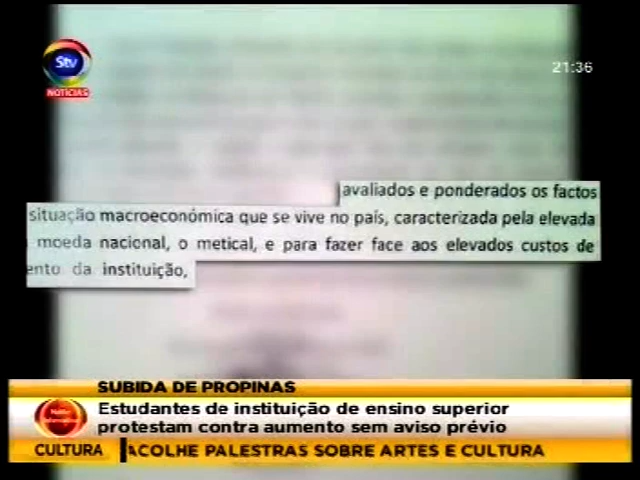 Stv
NOTÍCIAS
21:36
avaliados e ponderados os factos
situação macroeconómica que se vive no país, caracterizada pela elevada
moeda nacional, o metical, e para fazer face aos elevados custos de
ento da instituição,
SUBIDA DE PROPINAS
Estudantes de instituição de ensino superior
protestam contra aumento sem aviso prévio
CULTURA
ACOLHE PALESTRAS SOBRE ARTES E CULTURA